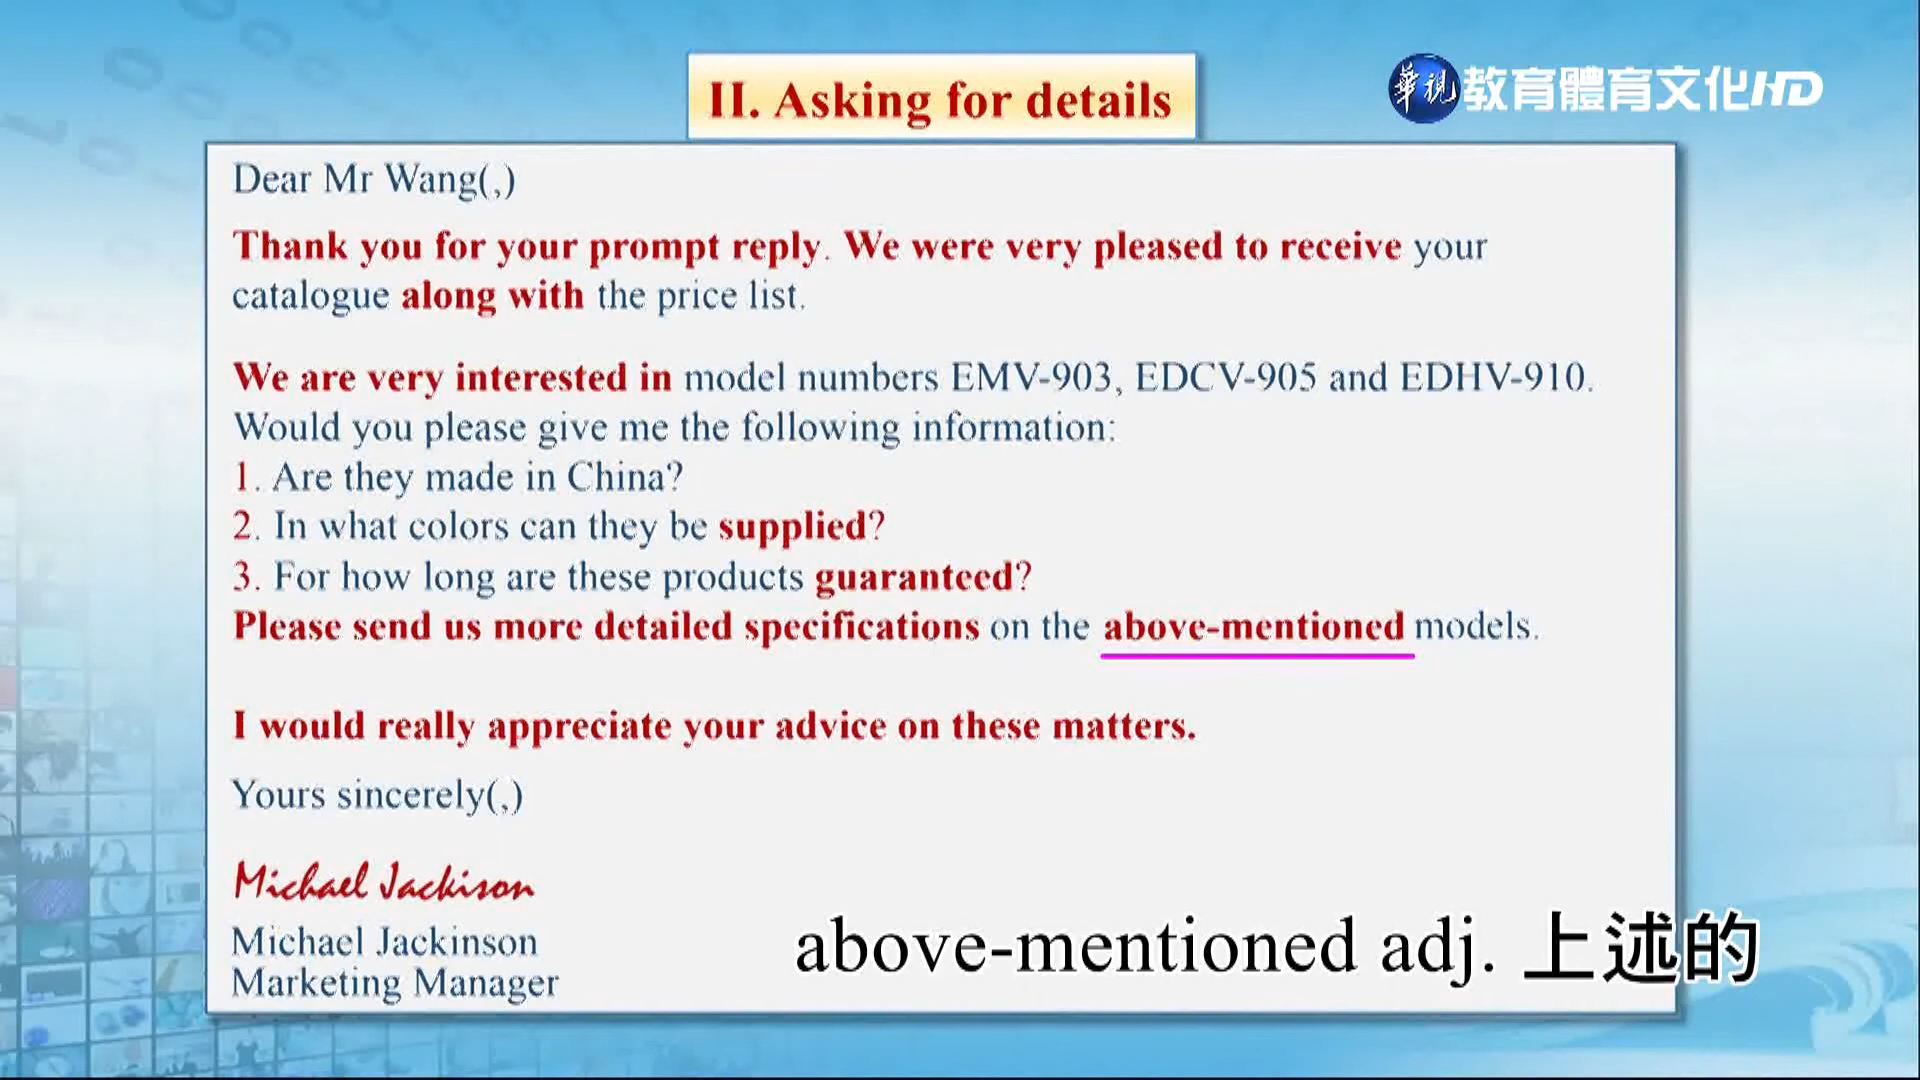 II. Asking for details
華視 教育體育文化HD
Dear Mr Wang(,)
Thank you for your prompt reply. We were very pleased to receive your
catalogue along with the price list.
We are very interested in model numbers EMV-903, EDCV-905 and EDHV-910.
Would you please give me the following information:
1. Are they made in China?
2. In what colors can they be supplied?
3. For how long are these products guaranteed?
Please send us more detailed specifications on the above-mentioned models.
I would really appreciate your advice on these matters.
Yours sincerely(,)
Michael Jackison
Michael Jackinson
Marketing Manager
above-mentioned adj. 上述的